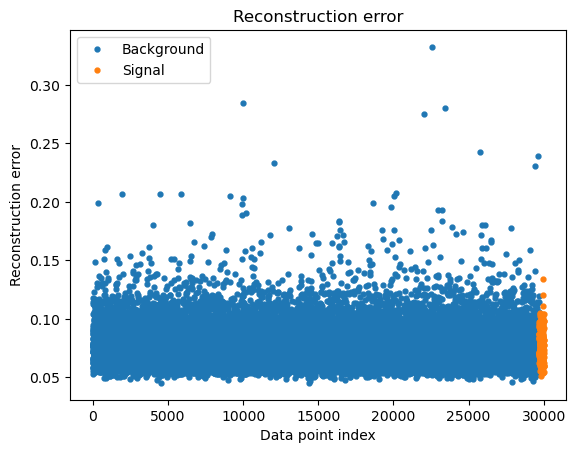 Reconstruction error
Background
Signal
0.30
0.25
0.20
0.15
0.10
0.05
Reconstruction error
0 5000 10000 15000 20000 25000 30000
Data point index